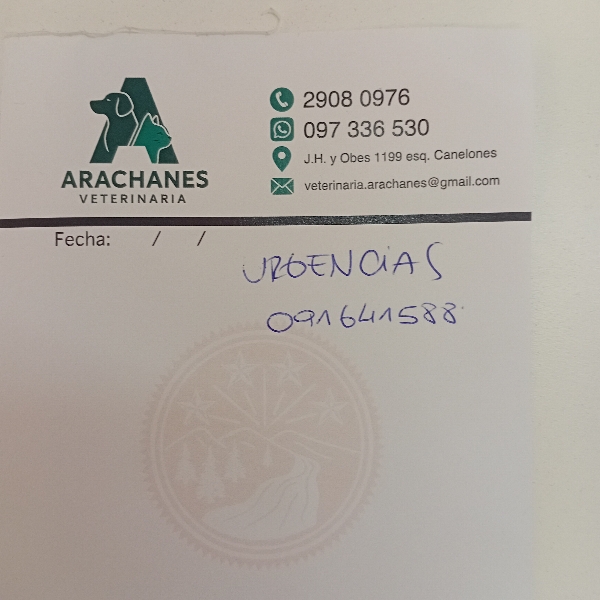 ARACHANES
VETERINARIA
2908 0976
097 336 530
J.H. y Obes 1199 esq. Canelones
veterinaria.arachanes@gmail.com
Fecha: / /
URGENCIAS
091641588